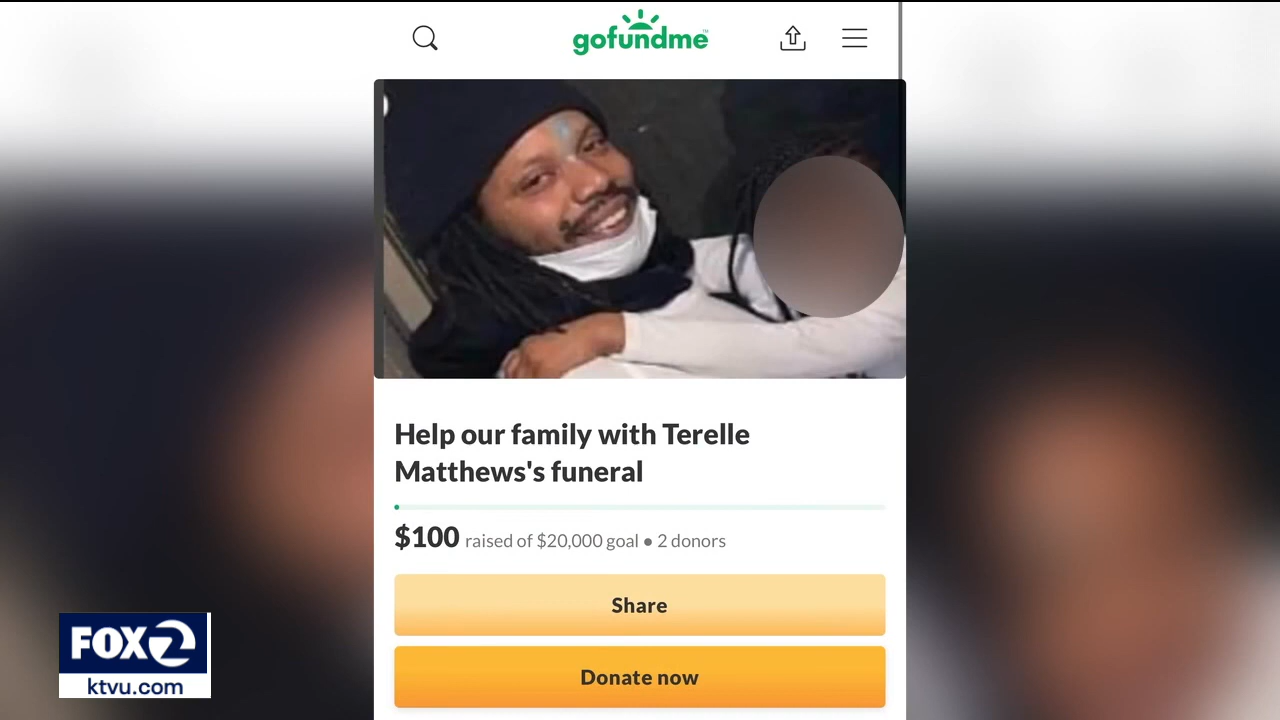 gofundme
Help our family with Terelle
Matthews's funeral
$100 raised of $20,000 goal • 2 donors
Share
Donate now
FOX 2
ktvu.com